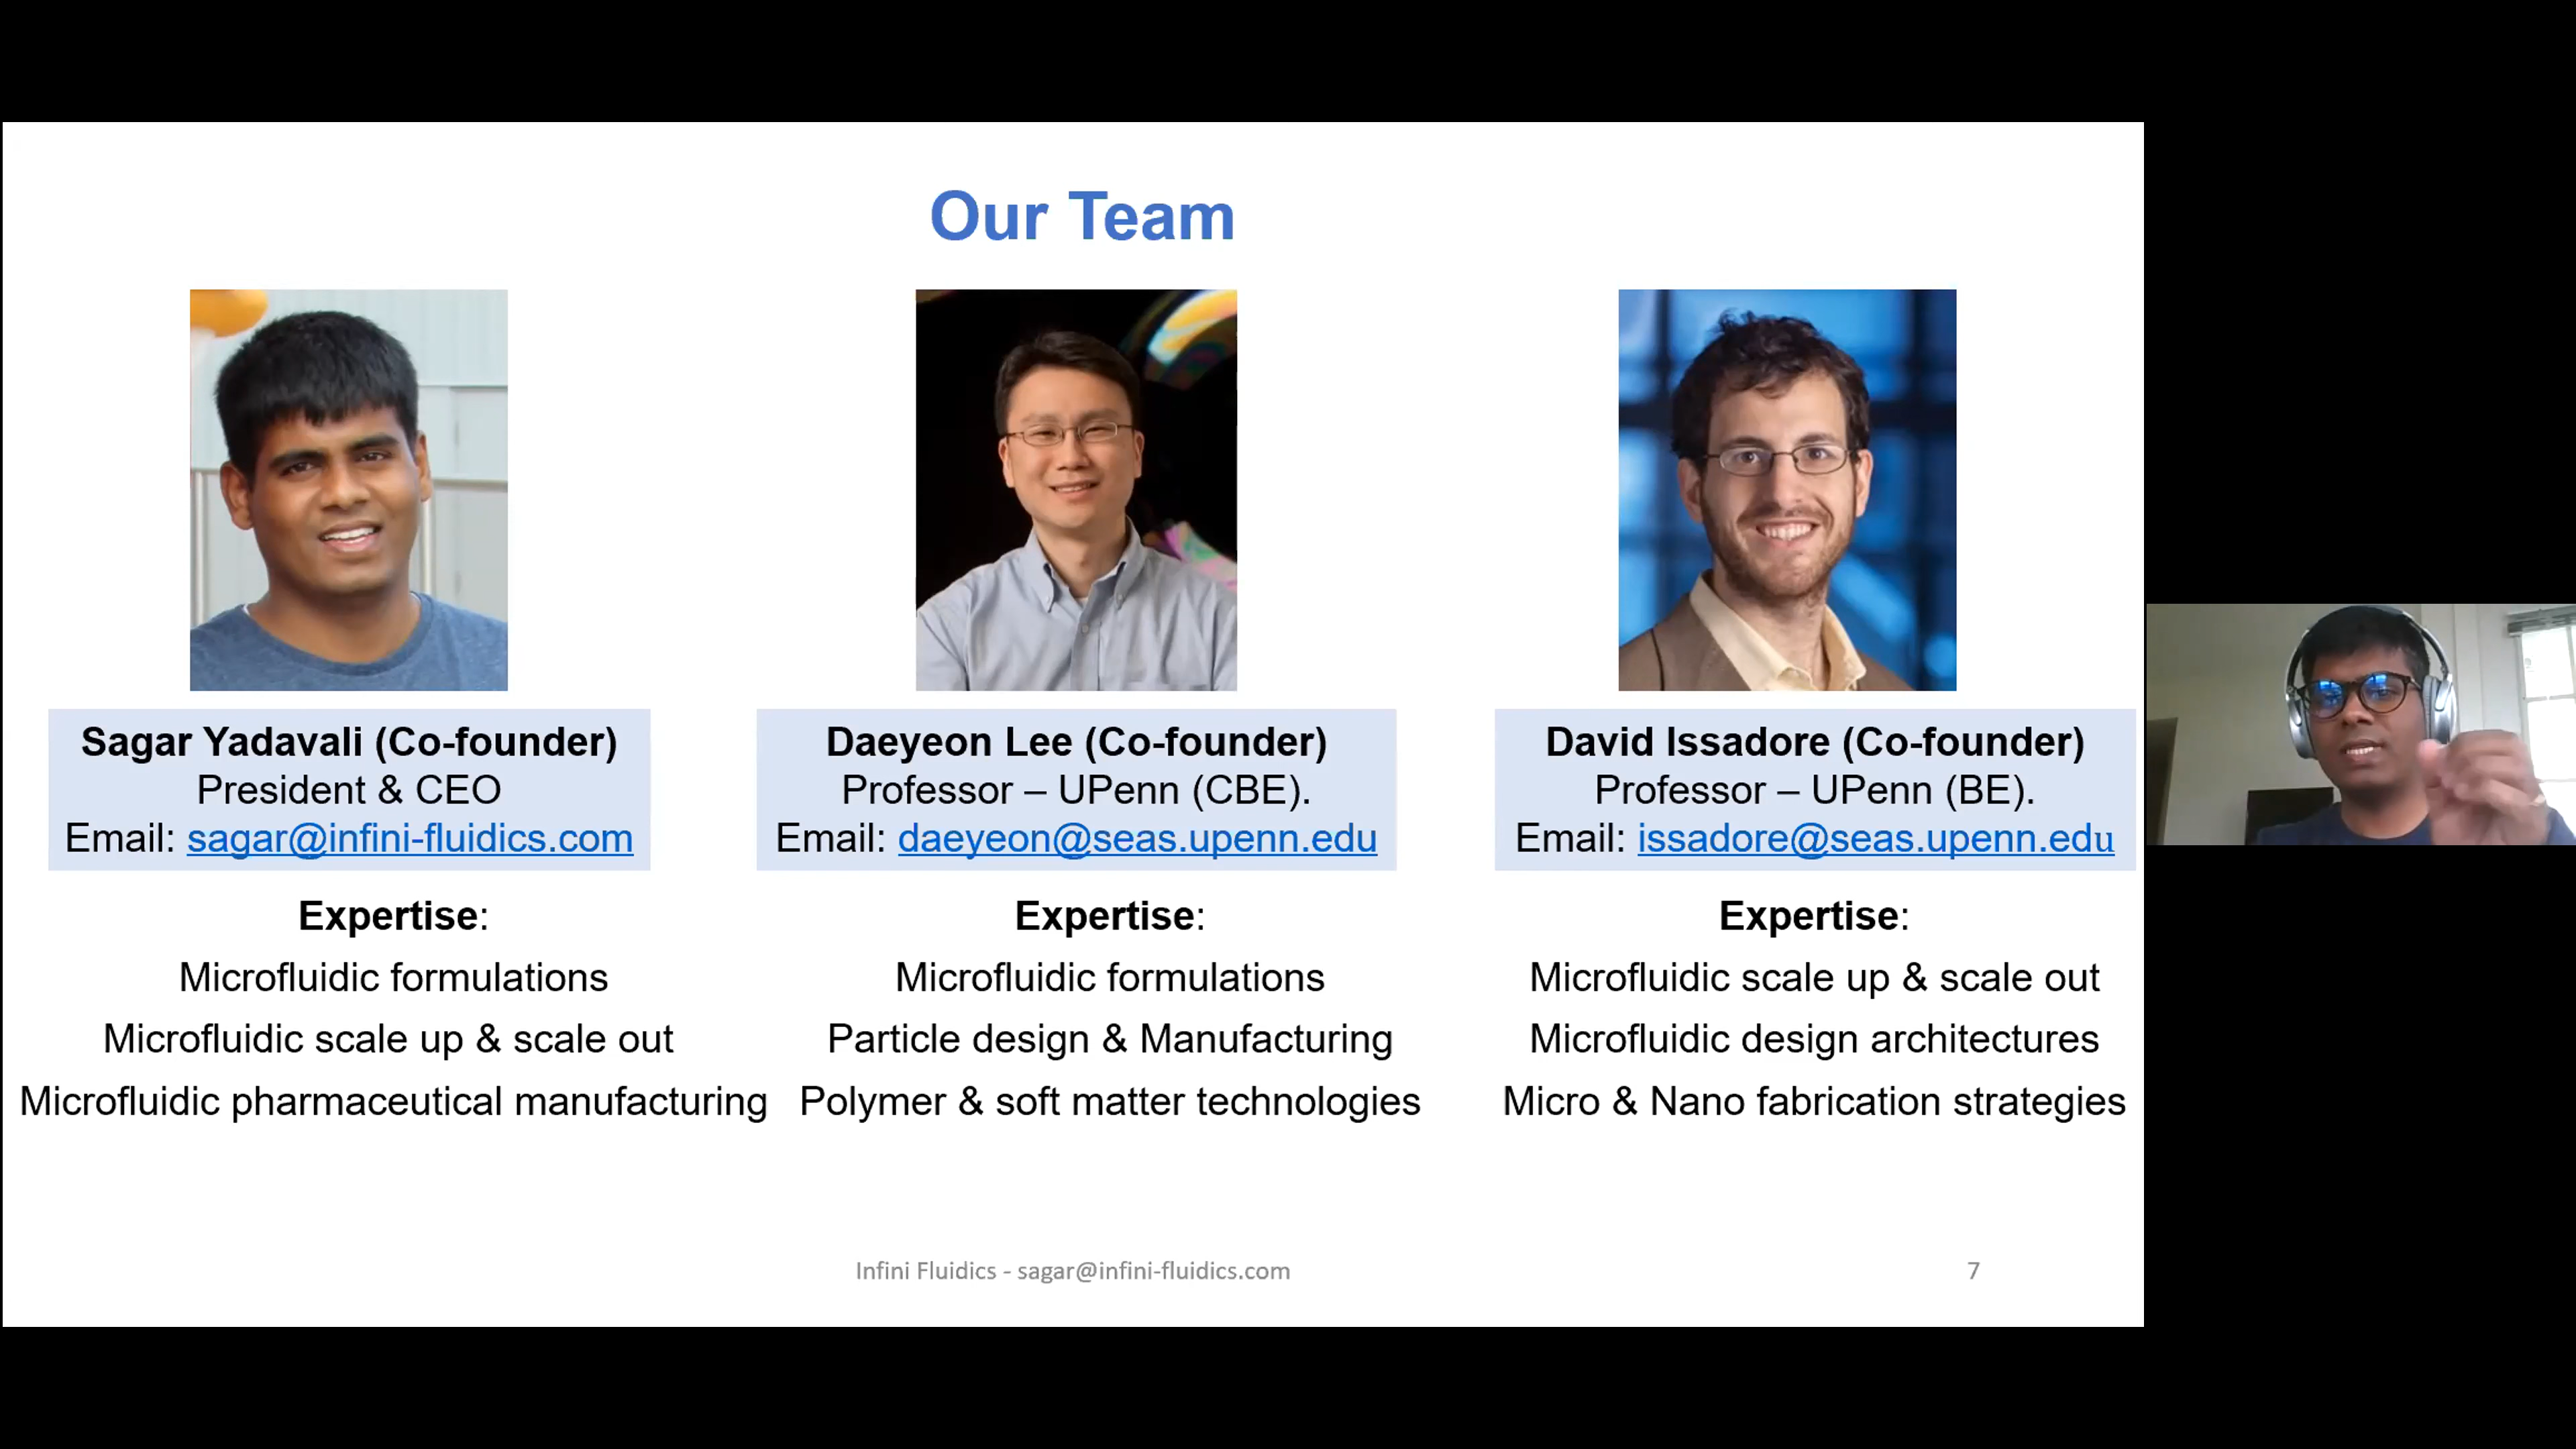 Our Team
Sagar Yadavali (Co-founder)
President & CEO
Email: sagar@infini-fluidics.com
Expertise:
Microfluidic formulations
Microfluidic scale up & scale out
Microfluidic pharmaceutical manufacturing
Daeyeon Lee (Co-founder)
Professor – UPenn (CBE).
Email: daeyeon@seas.upenn.edu
Expertise:
Microfluidic formulations
Particle design & Manufacturing
Polymer & soft matter technologies
David Issadore (Co-founder)
Professor – UPenn (BE).
Email: issadore@seas.upenn.edu
Expertise:
Microfluidic scale up & scale out
Microfluidic design architectures
Micro & Nano fabrication strategies
Infini Fluidics - sagar@infini-fluidics.com
7